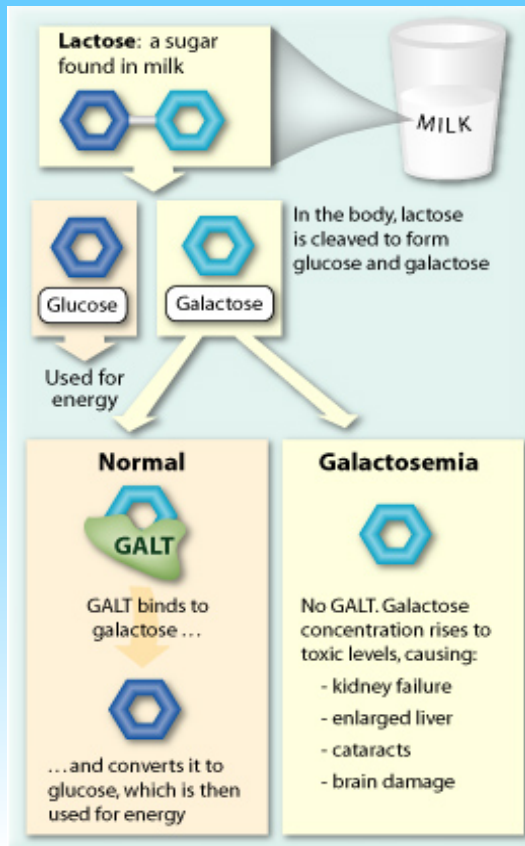 Lactose: a sugar
found in milk
MILK
In the body, lactose
is cleaved to form
glucose and galactose
Glucose
Galactose
Used for
energy
Normal
GALT
GALT binds to
galactose ...
...and converts it to
glucose, which is then
used for energy
Galactosemia
No GALT. Galactose
concentration rises to
toxic levels, causing:
- kidney failure
- enlarged liver
- cataracts
- brain damage